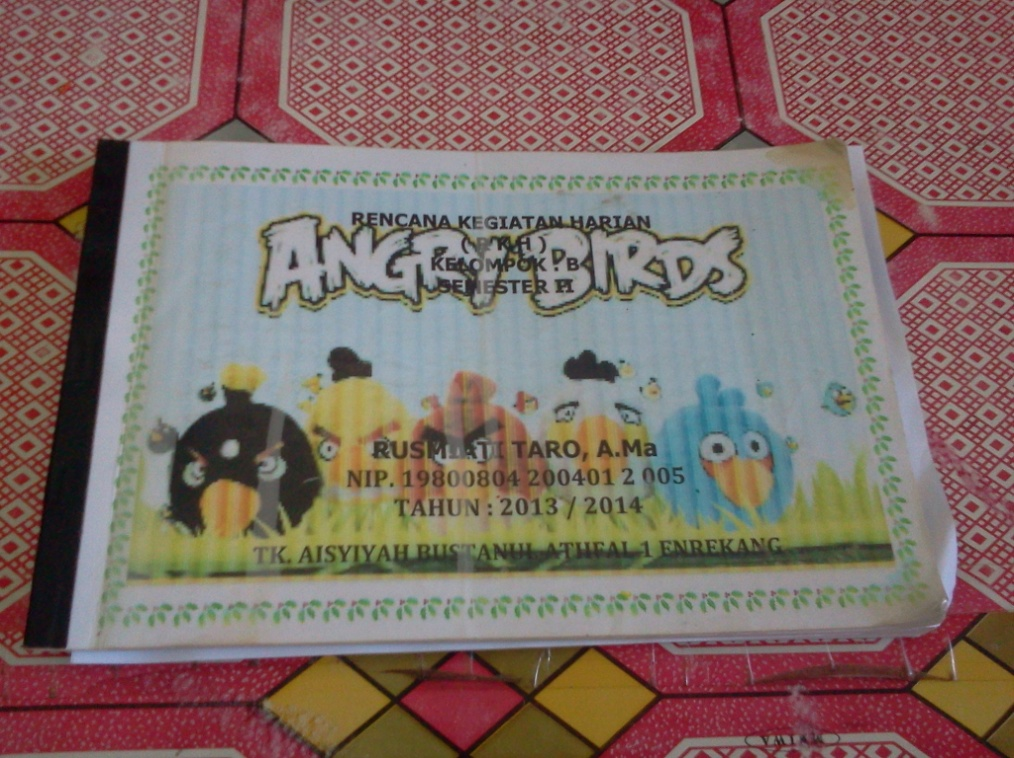 RENCANA KEGIATAN HARIAN
ANGRY BIRDS
( R K H )
KELOMPOK : B
SEMESTER II
RUSMIATI TARO, A.Ma
NIP. 19800804 200401 2 005
TAHUN : 2013 / 2014
TK. AISYIYAH BUSTANUL ATHFAL 1 ENREKANG